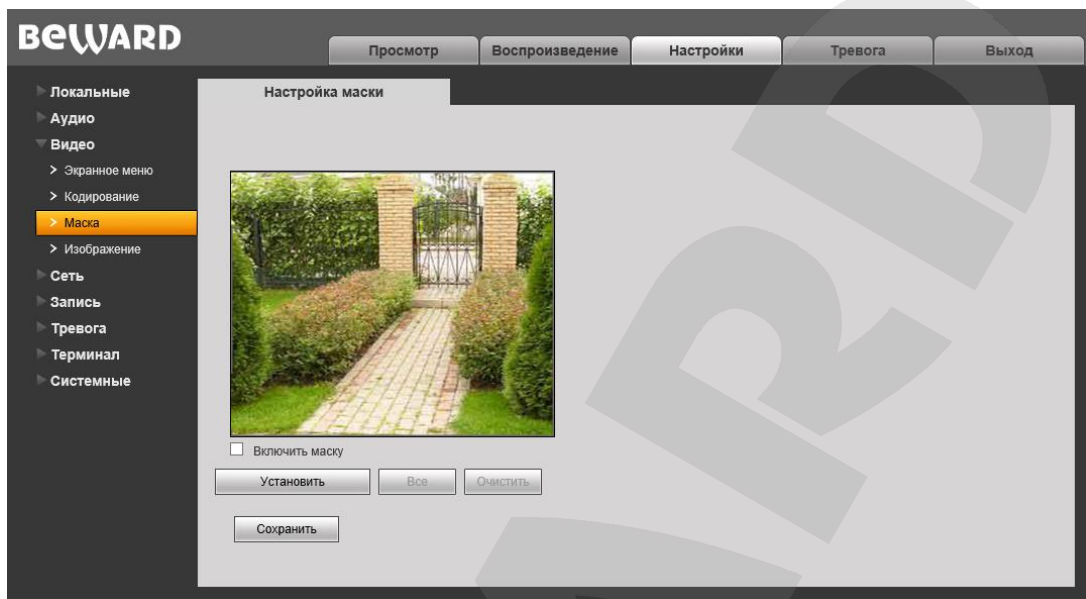 BEWARD
Просмотр
Воспроизведение
Настройки
Тревога
Выход
Локальные
Аудио
Видео
> Экранное меню
> Кодирование
> Маска
> Изображение
Сеть
Запись
Тревога
Терминал
Системные
Настройка маски
Включить маску
Установить
Все
Очистить
Сохранить